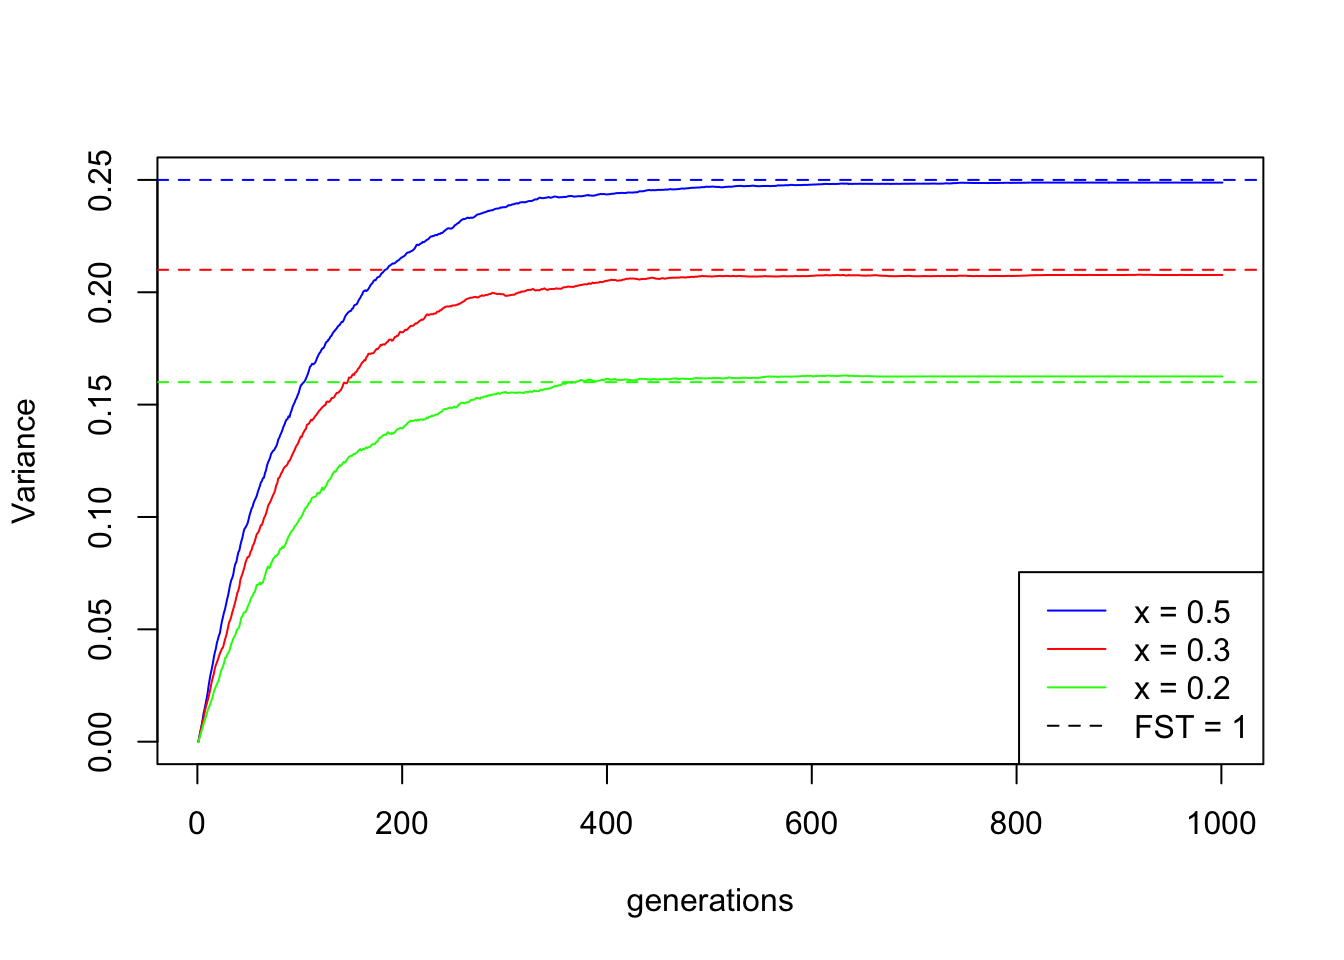 Variance
0.25
0.20
0.15
0.10
0.05
0.00
x = 0.5
x = 0.3
x = 0.2
FST = 1
0 200 400 600 800 1000
generations